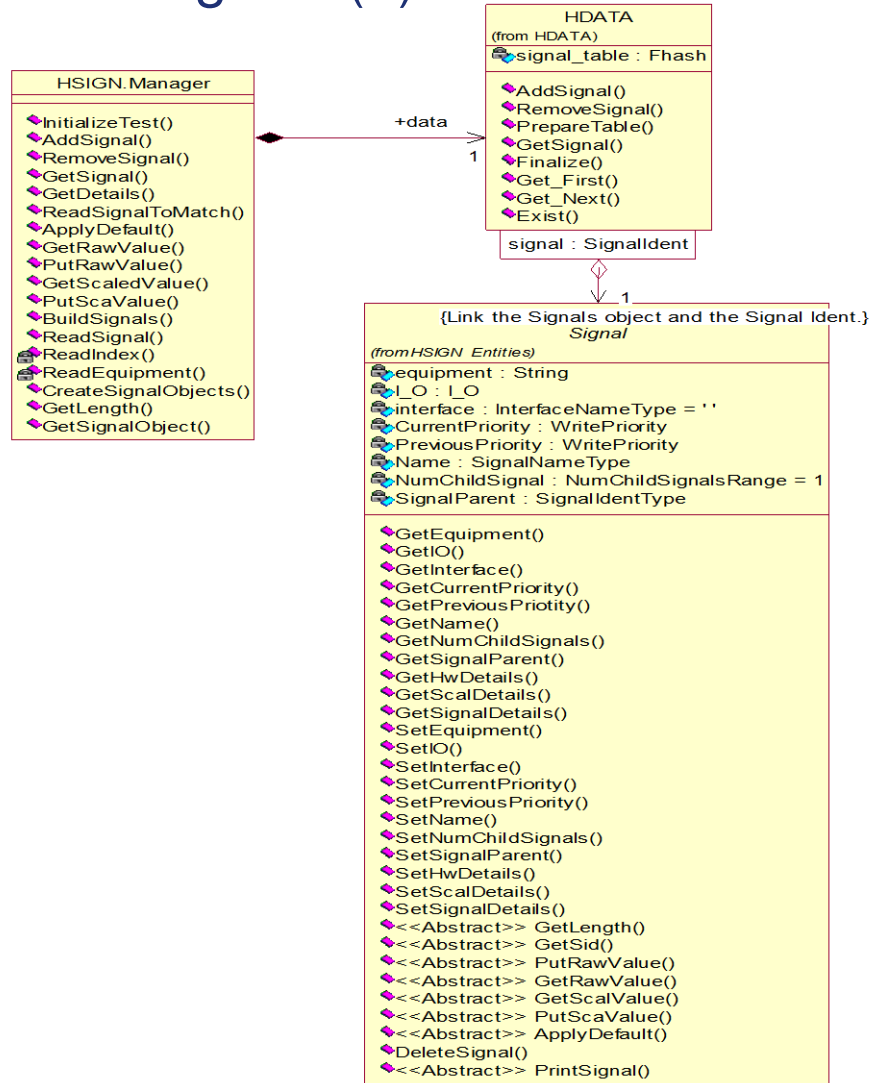 HDATA
(from HDATA)
signal_table : Fhash
AddSignal()
RemoveSignal()
PrepareTable()
GetSignal()
Finalize()
Get_First()
Get_Next()
Exist()
signal : SignalIdent
HSIGN.Manager
InitializeTest()
AddSignal()
RemoveSignal()
GetSignal()
GetDetails()
ReadSignalToMatch()
ApplyDefault()
GetRawValue()
PutRawValue()
GetScaledValue()
PutScaValue()
BuildSignals()
ReadSignal()
ReadIndex()
ReadEquipment()
CreateSignalObjects()
GetLength()
GetSignalObject()
+data
1
1
{Link the Signals object and the Signal Ident.}
Signal
(from HSIGN Entities)
equipment : String
I_O : I_O
interface : InterfaceNameType = ' '
CurrentPriority : WritePriority
PreviousPriority : WritePriority
Name : SignalNameType
NumChildSignal : NumChildSignalsRange = 1
SignalParent : SignalIdentType
GetEquipment()
GetIO()
GetInterface()
GetCurrentPriority()
GetPreviousPriotity()
GetName()
GetNumChildSignals()
GetSignalParent()
GetHwDetails()
GetScalDetails()
GetSignalDetails()
SetEquipment()
SetIO()
SetInterface()
SetCurrentPriority()
SetPreviousPriority()
SetName()
SetNumChildSignals()
SetSignalParent()
SetHwDetails()
SetScalDetails()
SetSignalDetails()
<<Abstract>> GetLength()
<<Abstract>> GetSid()
<<Abstract>> PutRawValue()
<<Abstract>> GetRawValue()
<<Abstract>> GetScalValue()
<<Abstract>> PutScaValue()
<<Abstract>> ApplyDefault()
DeleteSignal()
<<Abstract>> PrintSignal()